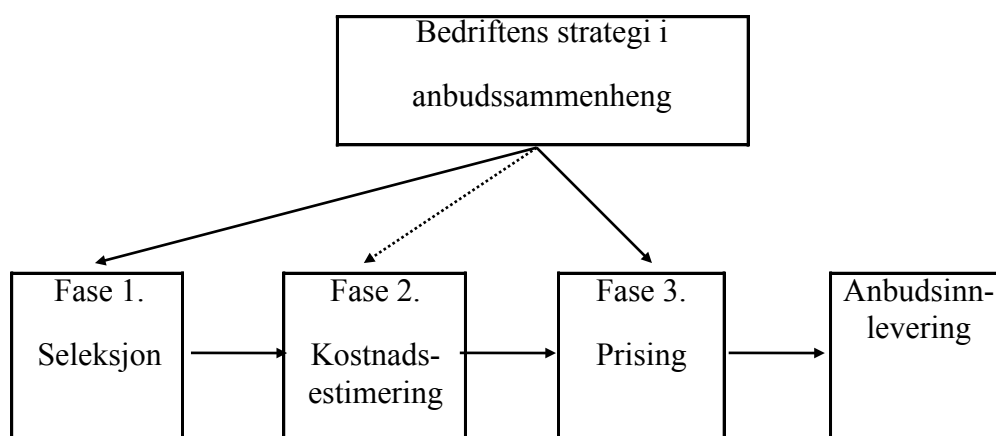 Bedriftens strategi i
anbudssammenheng
Fase 1.
Seleksjon
Fase 2.
Kostnads-
estimering
Fase 3.
Prising
Anbudsinn-
levering